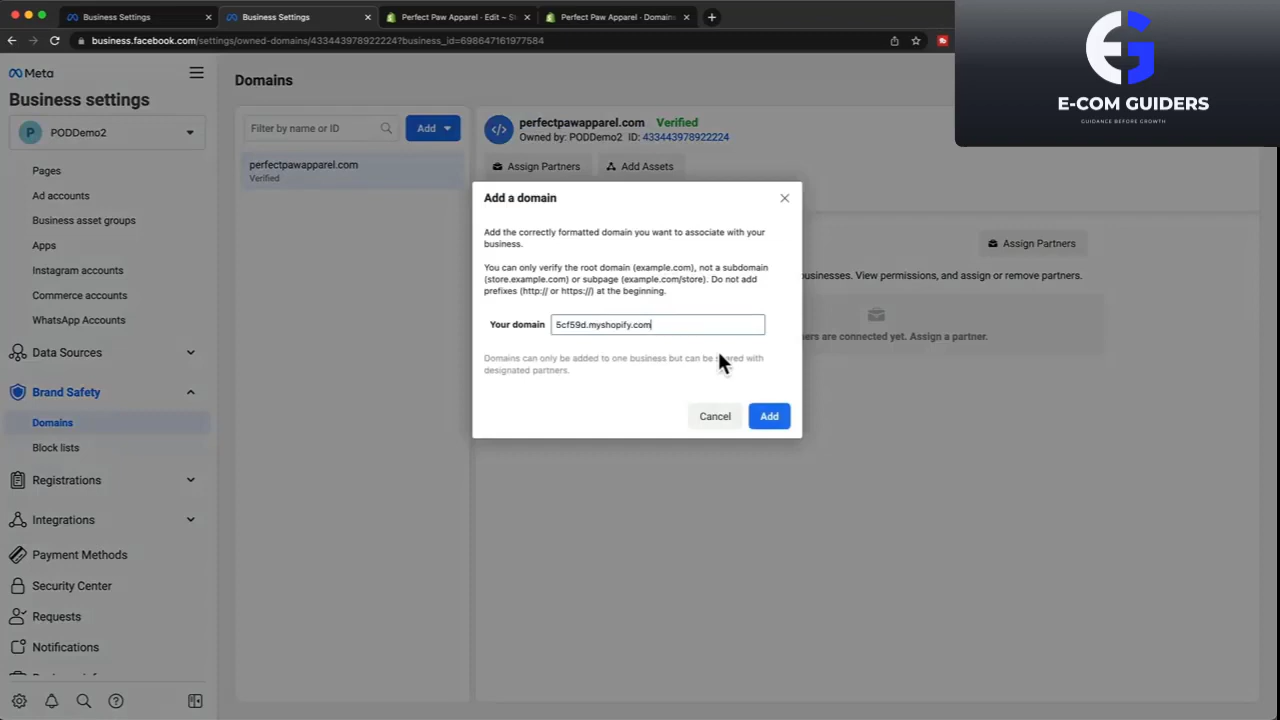 Business Settings
Business Settings
Perfect Paw Apparel · Edit ~ S
Perfect Paw Apparel · Domain
business.facebook.com/settings/owned-domains/433443978922224?business_id=698647161977584
EG
E-COM GUIDERS
GUIDANCE BEFORE GROWTH
Meta
Business settings
P
PODDemo2
Pages
Ad accounts
Business asset groups
Apps
Instagram accounts
Commerce accounts
WhatsApp Accounts
Data Sources
Brand Safety
Domains
Block lists
Registrations
Integrations
Payment Methods
Security Center
Requests
Notifications
Domains
Filter by name or ID
Add
perfectpawapparel.com
Verified
perfectpawapparel.com Verified
Owned by: PODDemo2 ID: 433443978922224
Assign Partners
Add Assets
Assign Partners
businesses. View permissions, and assign or remove partners.
ers are connected yet. Assign a partner.
Add a domain
Add the correctly formatted domain you want to associate with your
business.
You can only verify the root domain (example.com), not a subdomain
(store.example.com) or subpage (example.com/store). Do not add
prefixes (http:// or https://) at the beginning.
Your domain
5cf59d.myshopify.com
Domains can only be added to one business but can be shared with
designated partners.
Cancel
Add